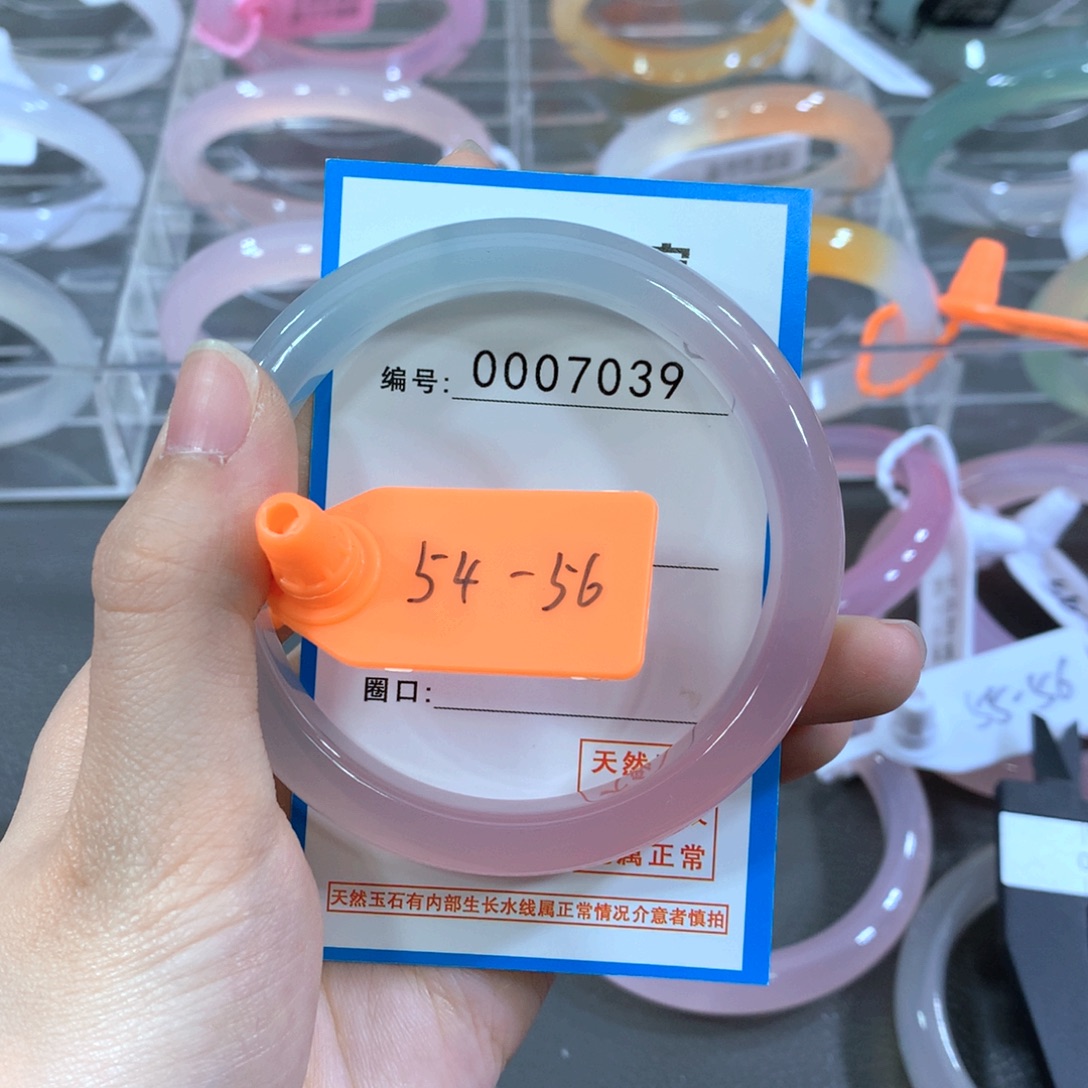 编号: 0007039
54-56
圈口:
天然
属正常
天然玉石有内部生长水线属正常情况介意者慎拍
55-56